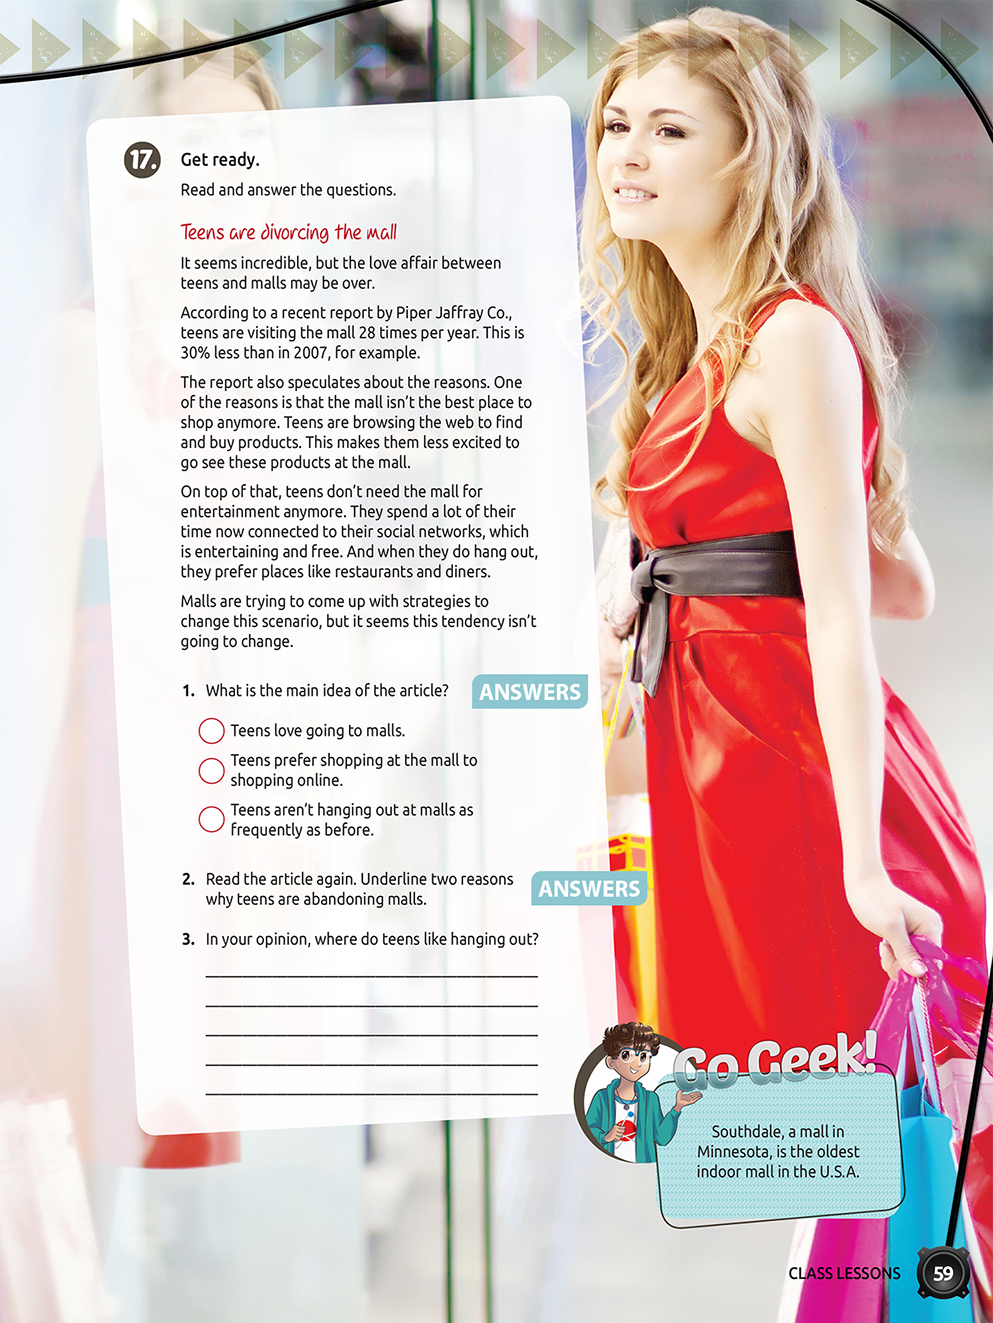 17. Get ready.
Read and answer the questions.
Teens are divorcing the mall
It seems incredible, but the love affair between
teens and malls may be over.
According to a recent report by Piper Jaffray Co.,
teens are visiting the mall 28 times per year. This is
30% less than in 2007, for example.
The report also speculates about the reasons. One
of the reasons is that the mall isn't the best place to
shop anymore. Teens are browsing the web to find
and buy products. This makes them less excited to
go see these products at the mall.
On top of that, teens don't need the mall for
entertainment anymore. They spend a lot of their
time now connected to their social networks, which
is entertaining and free. And when they do hang out,
they prefer places like restaurants and diners.
Malls are trying to come up with strategies to
change this scenario, but it seems this tendency isn't
going to change.
1. What is the main idea of the article? ANSWERS
Teens love going to malls.
Teens prefer shopping at the mall to
shopping online.
Teens aren't hanging out at malls as
frequently as before.
2. Read the article again. Underline two reasons
why teens are abandoning malls.
ANSWERS
3. In your opinion, where do teens like hanging out?
Go Geek!
Southdale, a mall in
Minnesota, is the oldest
indoor mall in the U.S.A.
CLASS LESSONS 59